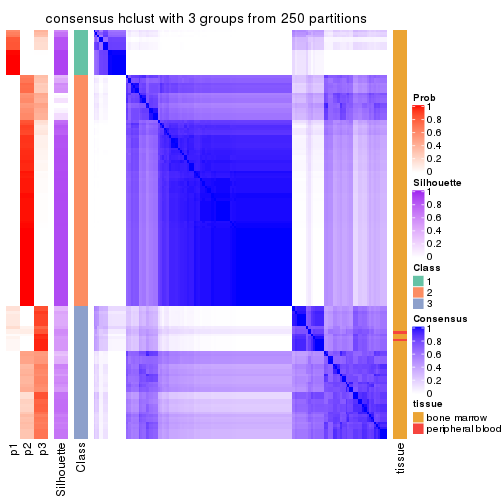 consensus hclust with 3 groups from 250 partitions
Prob
1
0.8
0.6
0.4
0.2
0
Silhouette
1
0.8
0.6
0.4
0.2
0
Class
1
2
3
Consensus
1
0.8
0.6
0.4
0.2
0
tissue
bone marrow
peripheral blood
p1
p2
p3
Silhouette
Class
tissue